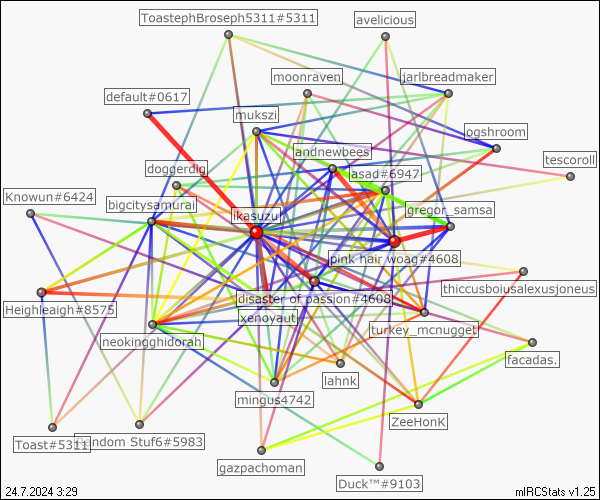 ToastephBroseph5311#5311
avelicious
moonraven
jarlbreadmaker
default#0617
mukszi
ogshroom
andnewbees
tescoroll
doggerdig
asad#6947
Knowun#6424
bigcitysamurai
ikasuzu
gregor_samsa
pink hair woag#4608
thiccusboiusalexusjoneus
disaster of passion#4608
Heighleaigh#8575
xenoyaut
turkey_mcnugget
neokingghidorah
facadas.
lahnk
mingus4742
ZeeHonK
Toast#5311
Random Stuf6#5983
gazpachoman
Duck™#9103
24.7.2024 3:29
mIRCStats v1.25